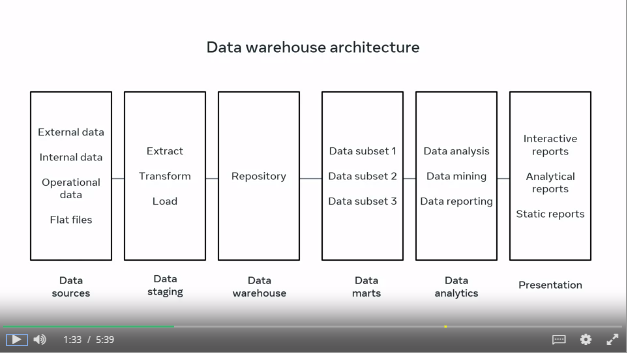 Data warehouse architecture
External data
Internal data
Operational
data
Flat files
Extract
Transform
Load
Repository
Data subset 1
Data subset 2
Data subset 3
Data analysis
Data mining
Data reporting
Interactive
reports
Analytical
reports
Static reports
Data
sources
Data
staging
Data
warehouse
Data
marts
Data
analytics
Presentation
1:33 / 5:39